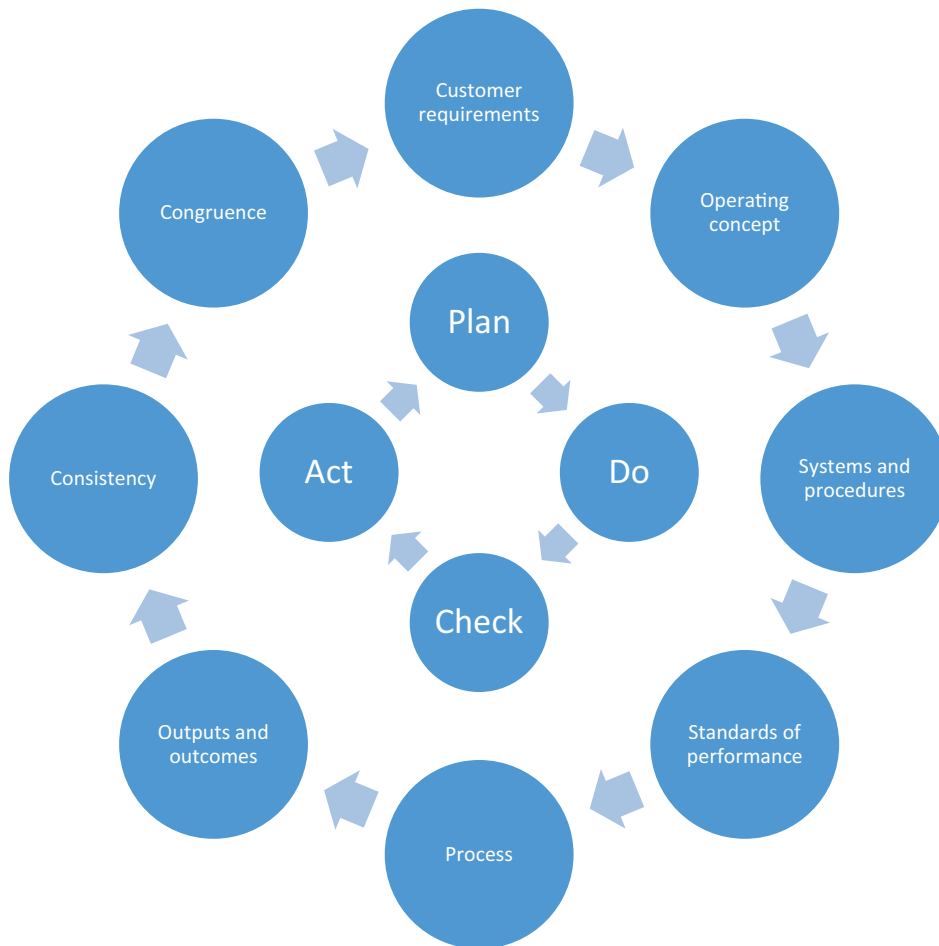 Customer
requirements
Operating
concept
Systems and
procedures
Standards of
performance
Process
Outputs and
outcomes
Consistency
Congruence
Plan
Do
Check
Act